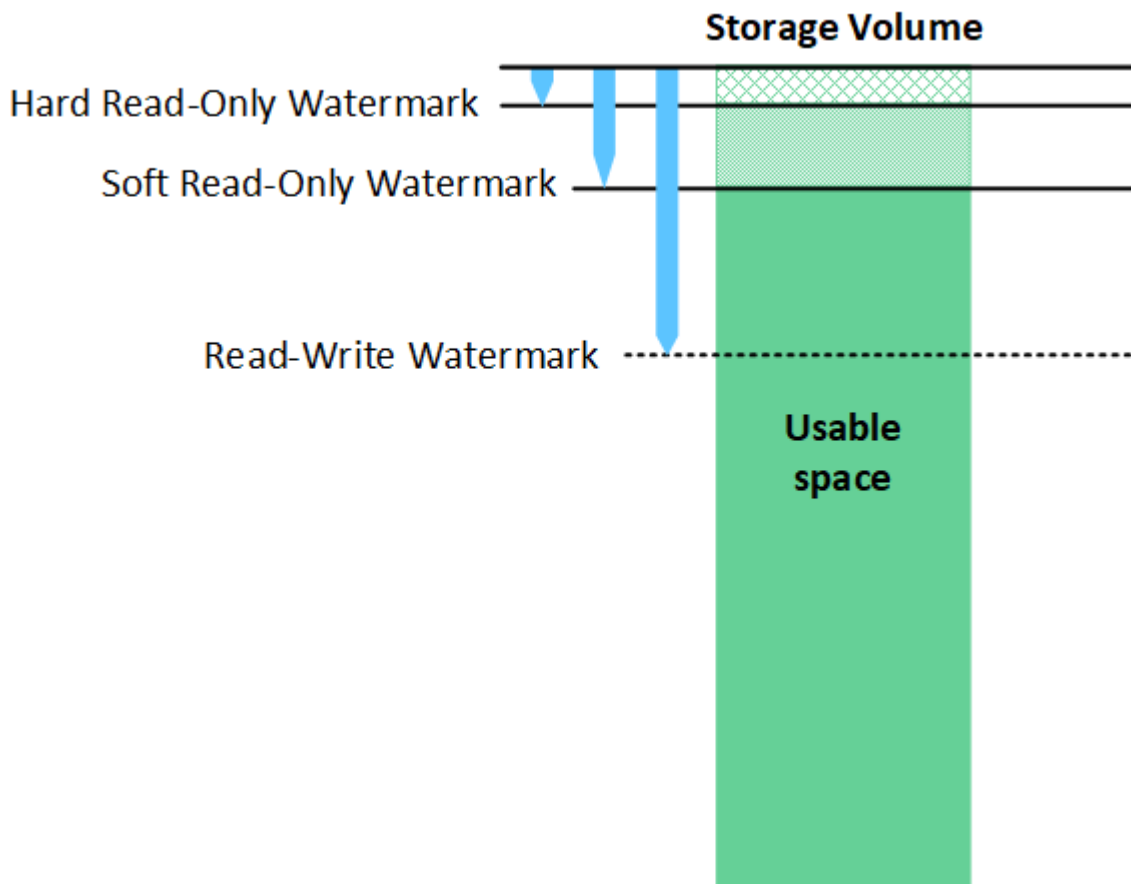 Storage Volume
Hard Read-Only Watermark
Soft Read-Only Watermark
Read-Write Watermark
Usable
space